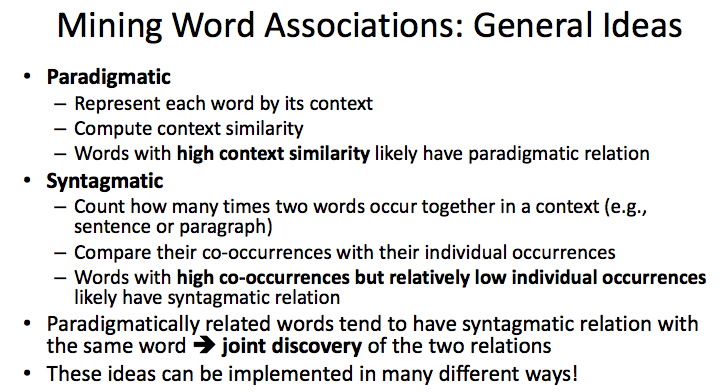 Mining Word Associations: General Ideas
• Paradigmatic
– Represent each word by its context
– Compute context similarity
– Words with high context similarity likely have paradigmatic relation
• Syntagmatic
– Count how many times two words occur together in a context (e.g.,
sentence or paragraph)
– Compare their co-occurrences with their individual occurrences
– Words with high co-occurrences but relatively low individual occurrences
likely have syntagmatic relation
• Paradigmatically related words tend to have syntagmatic relation with
the same word ➔ joint discovery of the two relations
• These ideas can be implemented in many different ways!